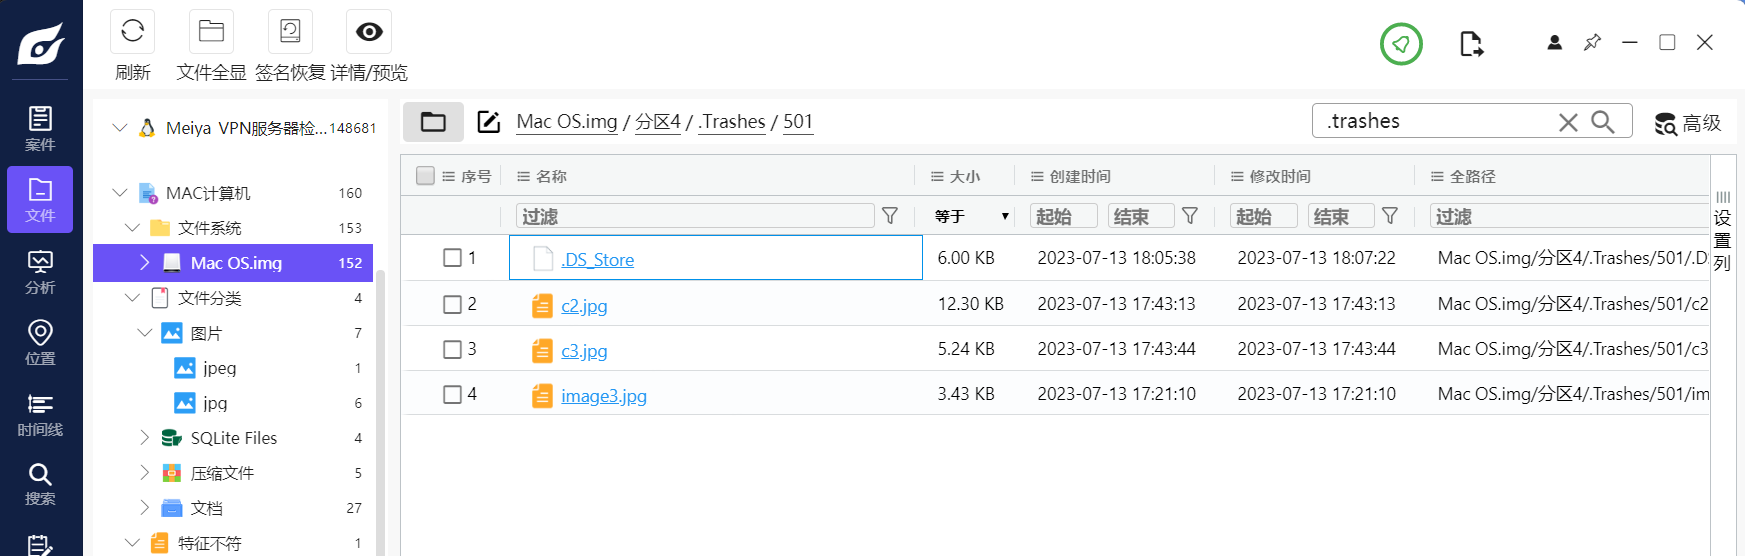 刷新
文件全显
签名恢复
详情/预览
案件
文件
分析
位置
时间线
搜索
Meiya VPN服务器检...148681
MAC计算机 160
文件系统 153
Mac OS.img 152
文件分类 4
图片 7
jpeg 1
jpg 6
SQLite Files 4
压缩文件 5
文档 27
特征不符 1
Mac OS.img / 分区4 / .Trashes / 501
.trashes
高级
序号 名称 大小 创建时间 修改时间 全路径
过滤 等于 起始 结束 起始 结束 过滤
1 .DS_Store 6.00 KB 2023-07-13 18:05:38 2023-07-13 18:07:22 Mac OS.img/分区4/.Trashes/501/.D
2 c2.jpg 12.30 KB 2023-07-13 17:43:13 2023-07-13 17:43:13 Mac OS.img/分区4/.Trashes/501/c2
3 c3.jpg 5.24 KB 2023-07-13 17:43:44 2023-07-13 17:43:44 Mac OS.img/分区4/.Trashes/501/c3
4 image3.jpg 3.43 KB 2023-07-13 17:21:10 2023-07-13 17:21:10 Mac OS.img/分区4/.Trashes/501/im
设置列